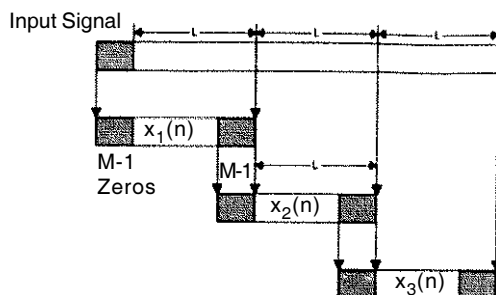 Input Signal
L L L
x1(n)
M-1
Zeros
M-1
L
x2(n)
x3(n)